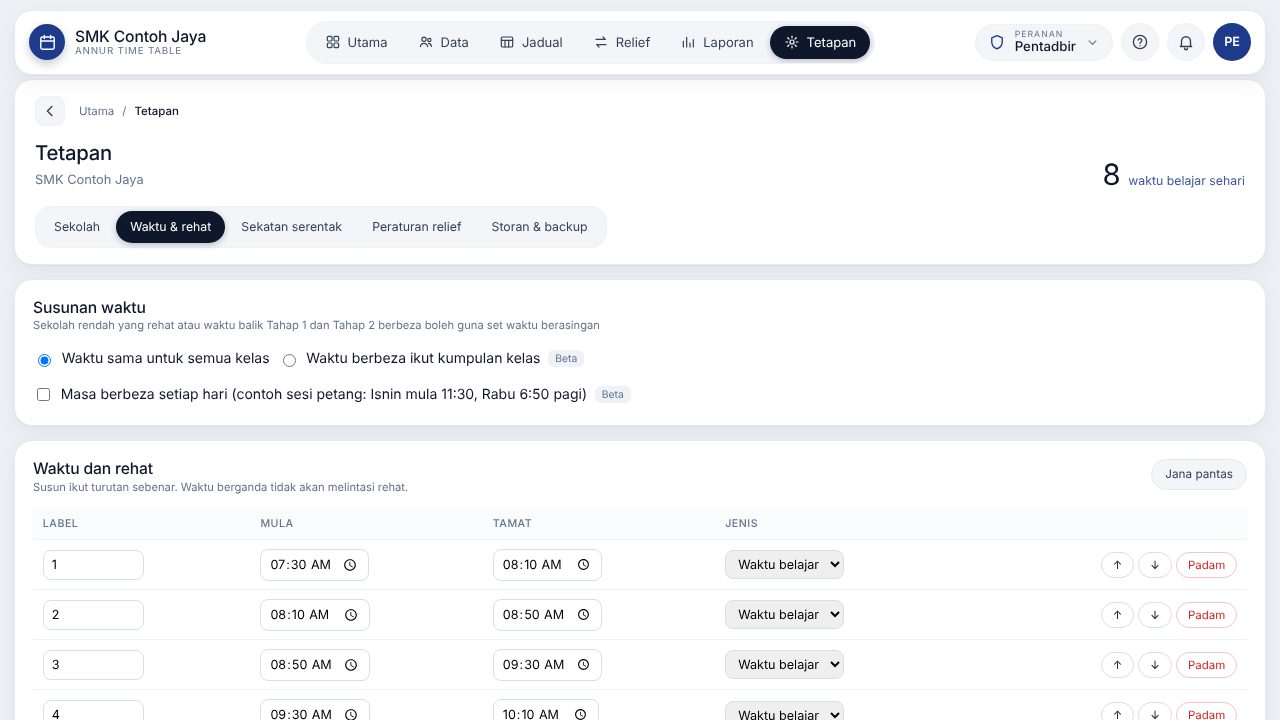 SMK Contoh Jaya
ANNUR TIME TABLE
Utama
Data
Jadual
Relief
Laporan
Tetapan
PERANAN
Pentadbir
PE
Utama / Tetapan
Tetapan
SMK Contoh Jaya
8 waktu belajar sehari
Sekolah
Waktu & rehat
Sekatan serentak
Peraturan relief
Storan & backup
Susunan waktu
Sekolah rendah yang rehat atau waktu balik Tahap 1 dan Tahap 2 berbeza boleh guna set waktu berasingan
Waktu sama untuk semua kelas
Waktu berbeza ikut kumpulan kelas Beta
Masa berbeza setiap hari (contoh sesi petang: Isnin mula 11:30, Rabu 6:50 pagi) Beta
Waktu dan rehat
Susun ikut turutan sebenar. Waktu berganda tidak akan melintasi rehat.
Jana pantas
LABEL MULA TAMAT JENIS
1 07:30 AM 08:10 AM Waktu belajar ↑ ↓ Padam
2 08:10 AM 08:50 AM Waktu belajar ↑ ↓ Padam
3 08:50 AM 09:30 AM Waktu belajar ↑ ↓ Padam
4 09:30 AM 10:10 AM Waktu belajar ↑ ↓ Padam